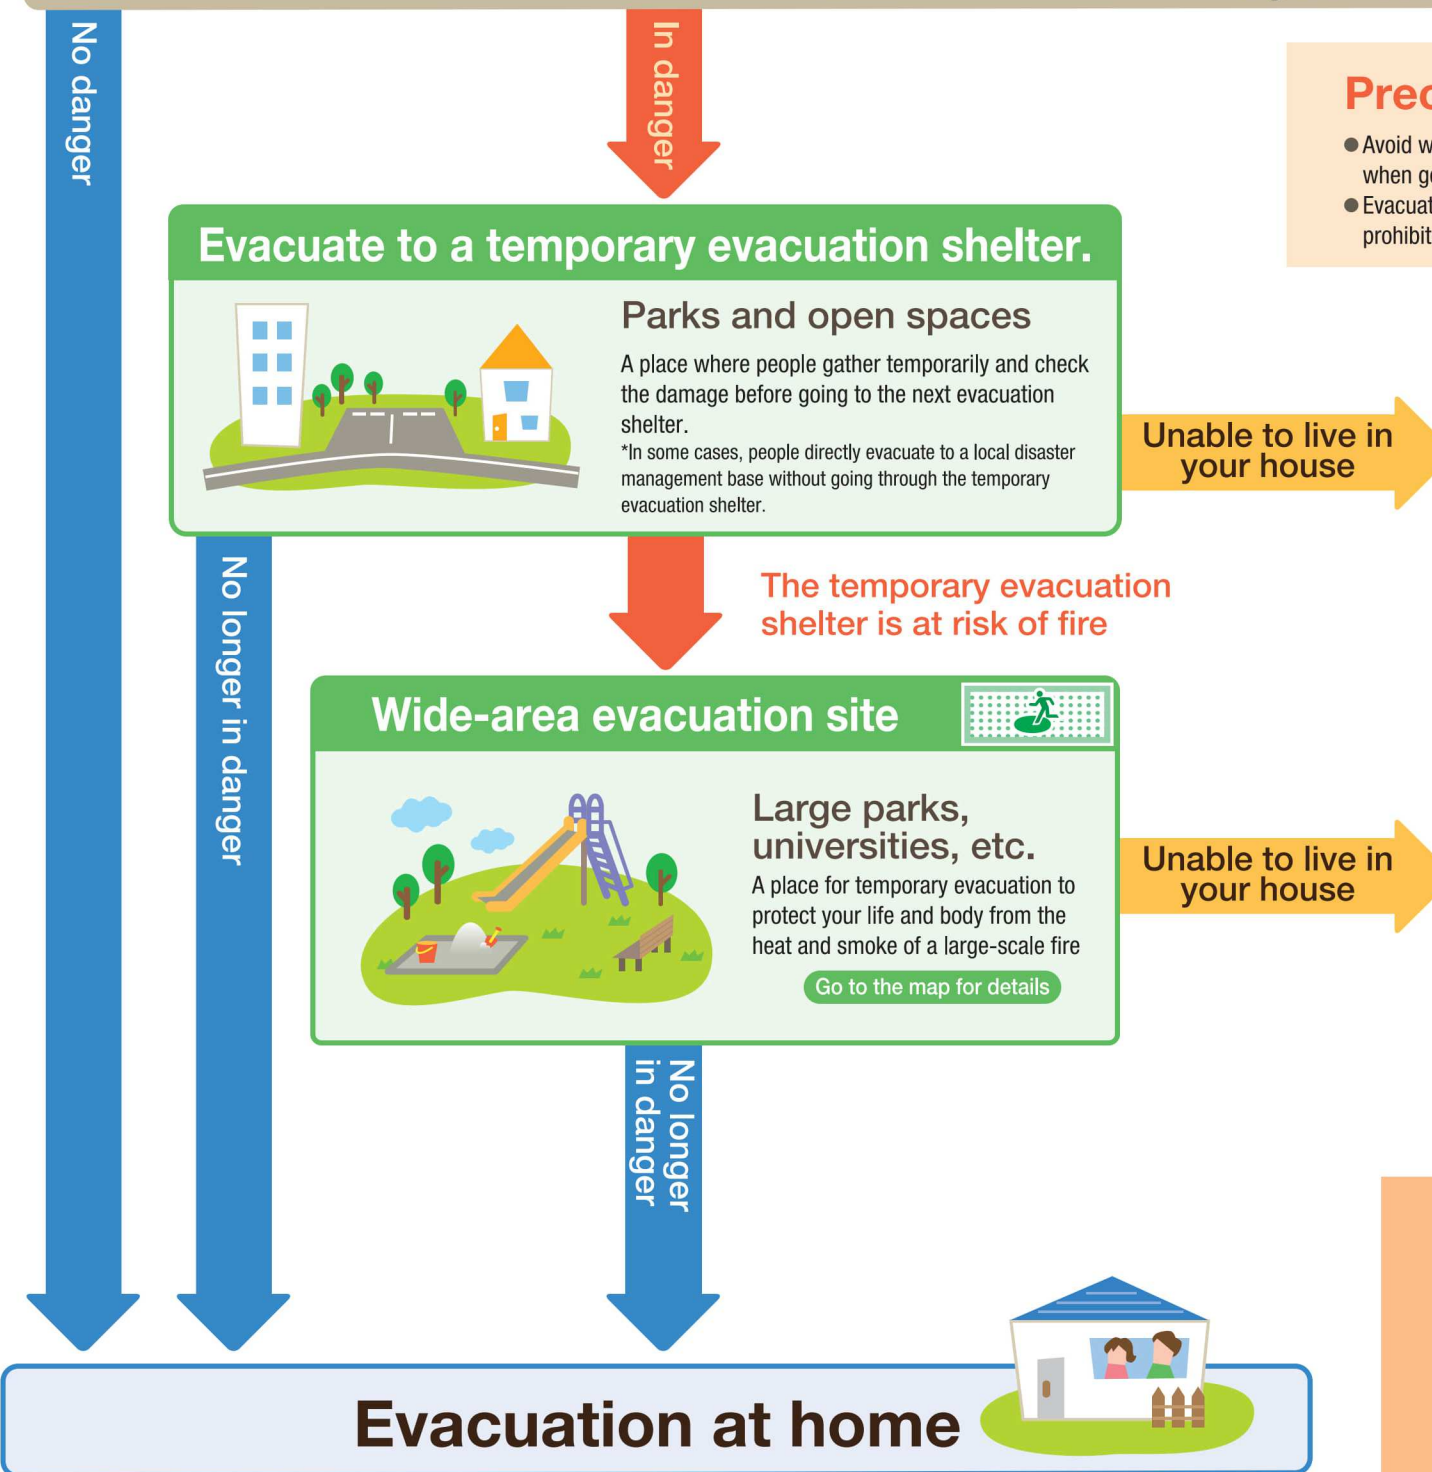 No danger
In danger
Avoid
Evacuate to a temporary evacuation shelter.
Parks and open spaces
A place where people gather temporarily and check
the damage before going to the next evacuation
shelter.
*In some cases, people directly evacuate to a local disaster
management base without going through the temporary
evacuation shelter.
Unable to live in
your house
No longer in danger
The temporary evacuation
shelter is at risk of fire
Wide-area evacuation site
Large parks,
universities, etc.
A place for temporary evacuation to
protect your life and body from the
heat and smoke of a large-scale fire
Go to the map for details
Unable to live in
your house
No longer
in danger
Evacuation at home